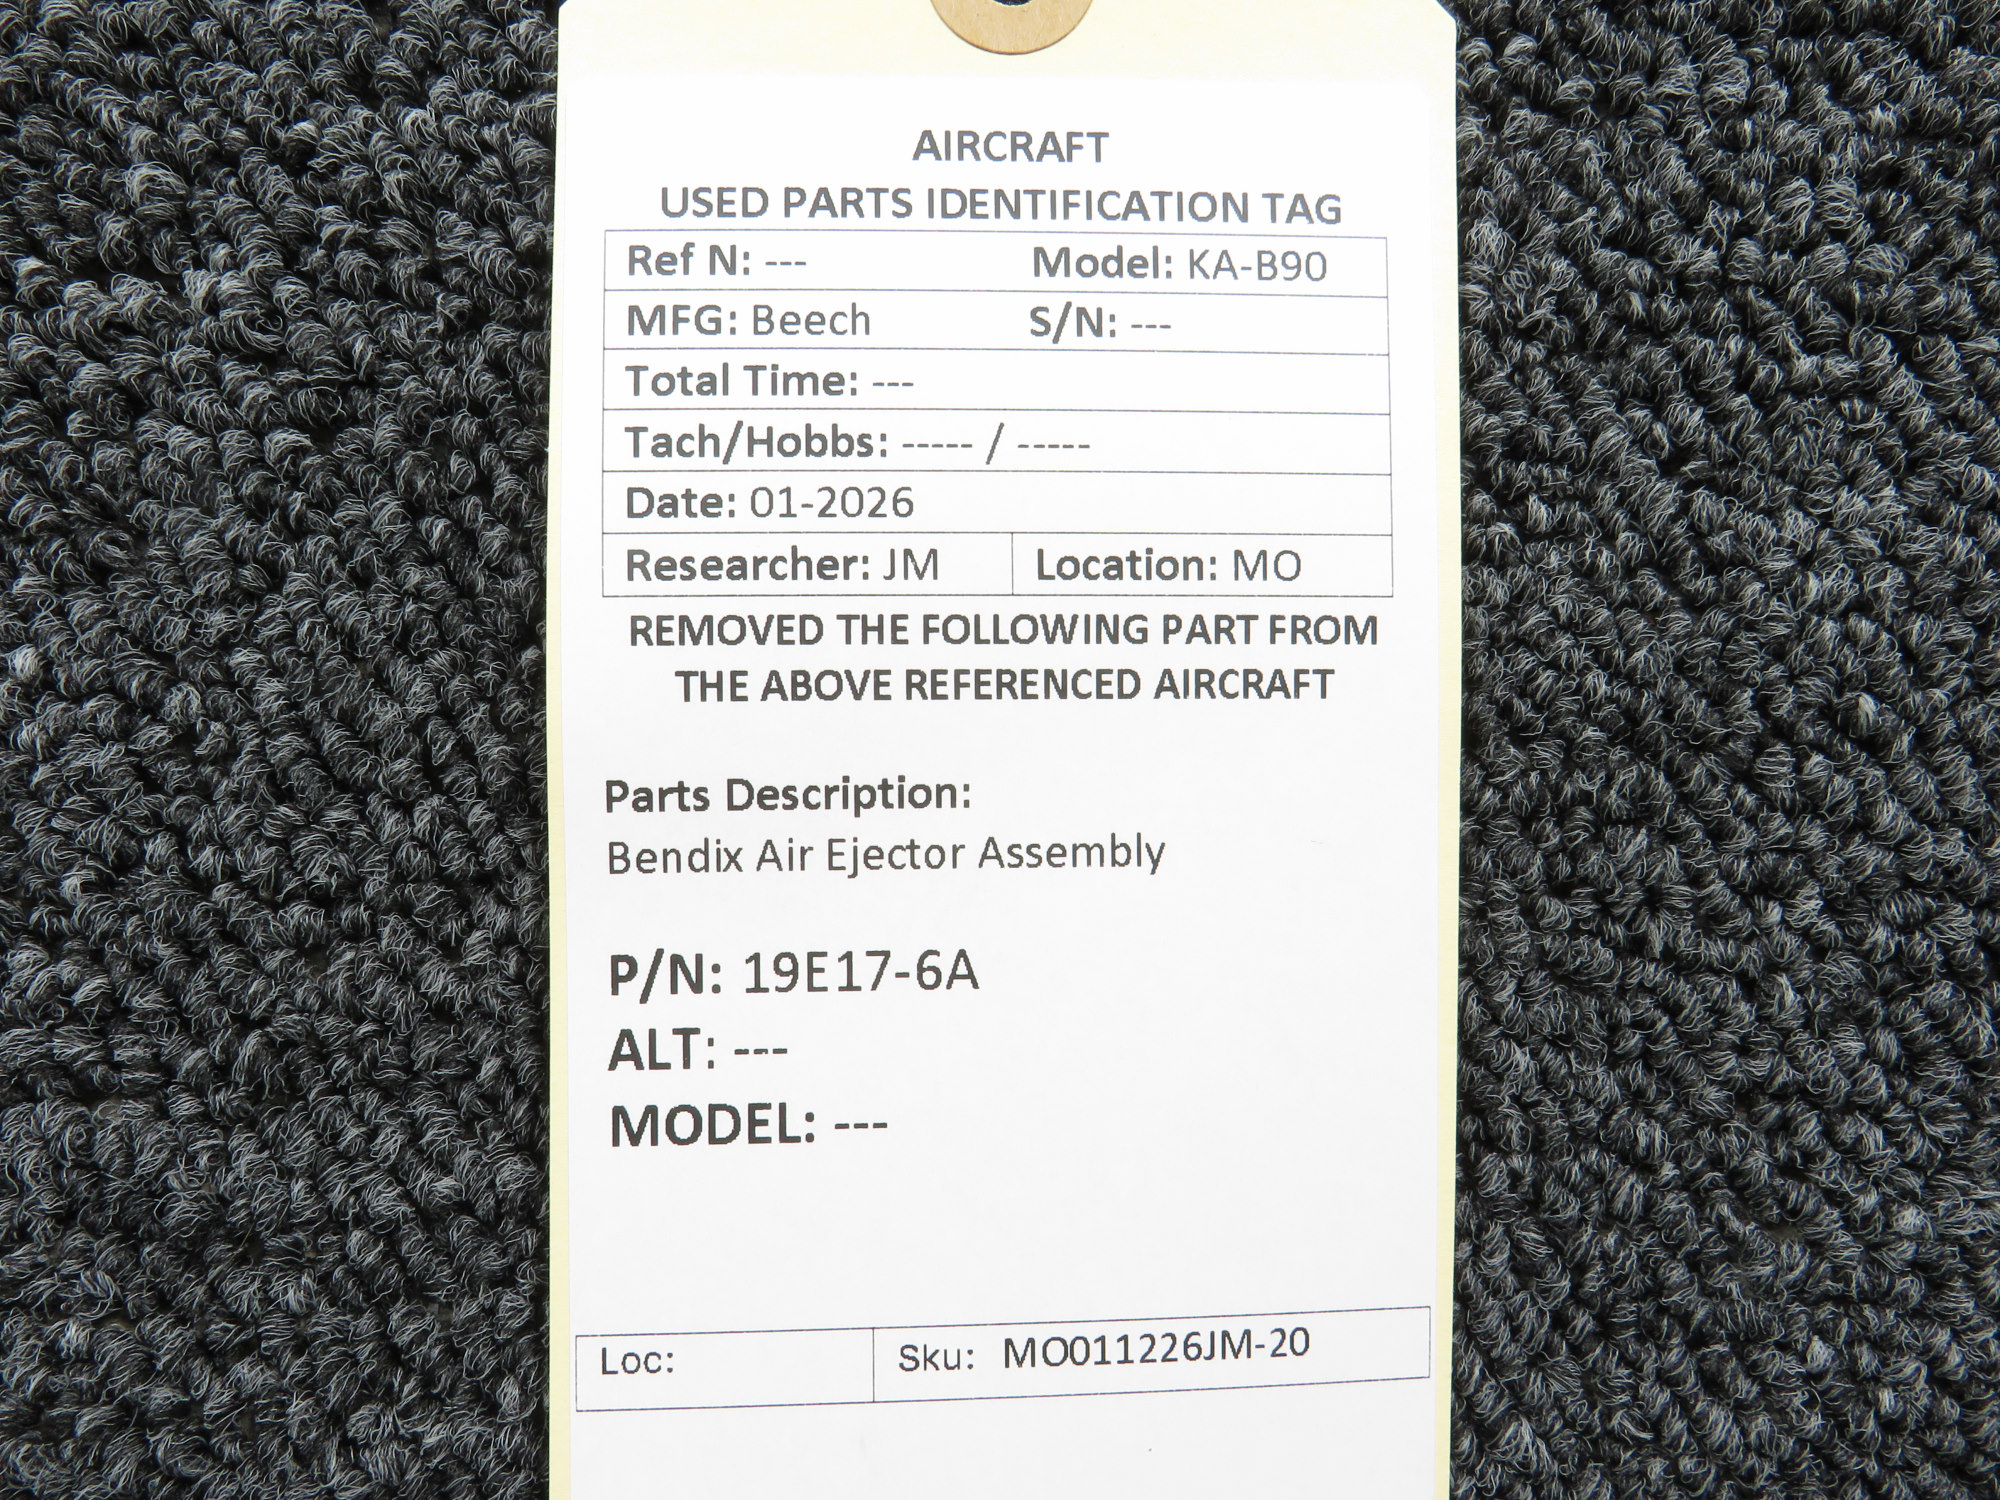 AIRCRAFT
USED PARTS IDENTIFICATION TAG
Ref N: --- Model: KA-B90
MFG: Beech S/N: ---
Total Time: ---
Tach/Hobbs: ----- / -----
Date: 01-2026
Researcher: JM Location: MO
REMOVED THE FOLLOWING PART FROM
THE ABOVE REFERENCED AIRCRAFT
Parts Description:
Bendix Air Ejector Assembly
P/N: 19E17-6A
ALT: ---
MODEL: ---
Loc: Sku: MO011226JM-20